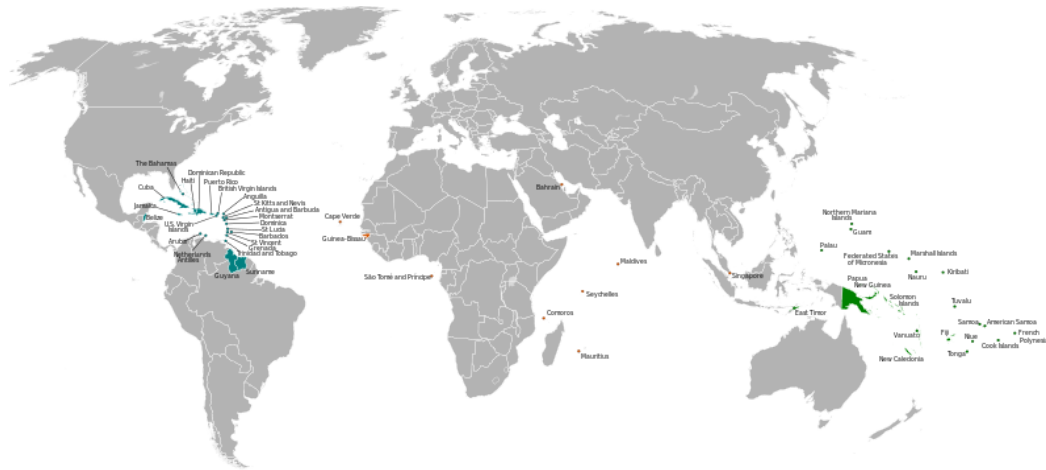 The Bahamas
Dominican Republic
Haiti
Puerto Rico
Cuba
British Virgin Islands
Anguilla
St Kitts and Nevis
Jamaica
Antigua and Barbuda
Montserrat
Belize
Dominica
U.S. Virgin
Islands
St Lucia
Barbados
Aruba
St Vingent
Grenada
Netherlands
Antilles
Trinidad and Tobago
Guyana
Suriname
Cape Verde
Guinea-Bissau
São Tomé and Príncipe
Bahrain
Maldives
Seychelles
Comoros
Mauritius
Singapore
East Timor
Northern Mariana
Islands
Guam
Palau
Federated States
of Micronesia
Marshall Islands
Nauru
Kiribati
Papua
New Guinea
Solomon
Islands
Tuvalu
Vanuatu
Fiji
Samoa
American Samoa
Niue
French
Polynesia
Cook Islands
Tonga
New Caledonia